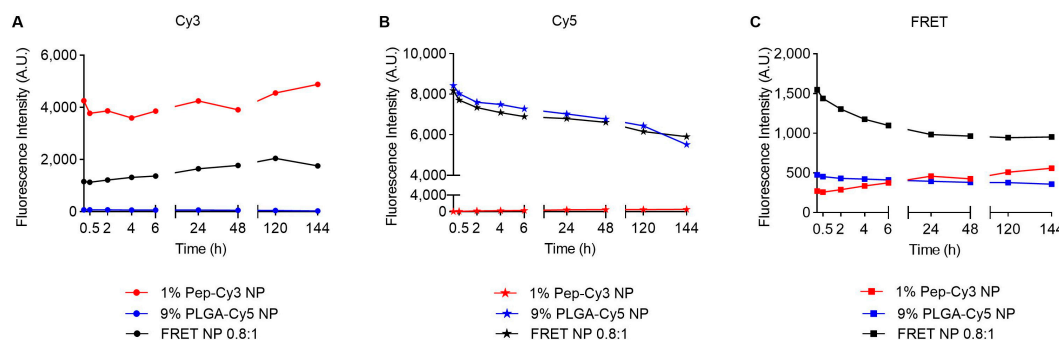 A
Cy3
Fluorescence Intensity (A.U.)
6,000
4,000
2,000
0
0.5 2 4 6 24 48 120 144
Time (h)
1% Pep-Cy3 NP
9% PLGA-Cy5 NP
FRET NP 0.8:1
B
Cy5
Fluorescence Intensity (A.U.)
10,000
8,000
6,000
4,000
4,000
0
0.5 2 4 6 24 48 120 144
Time (h)
1% Pep-Cy3 NP
9% PLGA-Cy5 NP
FRET NP 0.8:1
C
FRET
Fluorescence Intensity (A.U.)
2,000
1,500
1,000
500
0
0.5 2 4 6 24 48 120 144
Time (h)
1% Pep-Cy3 NP
9% PLGA-Cy5 NP
FRET NP 0.8:1